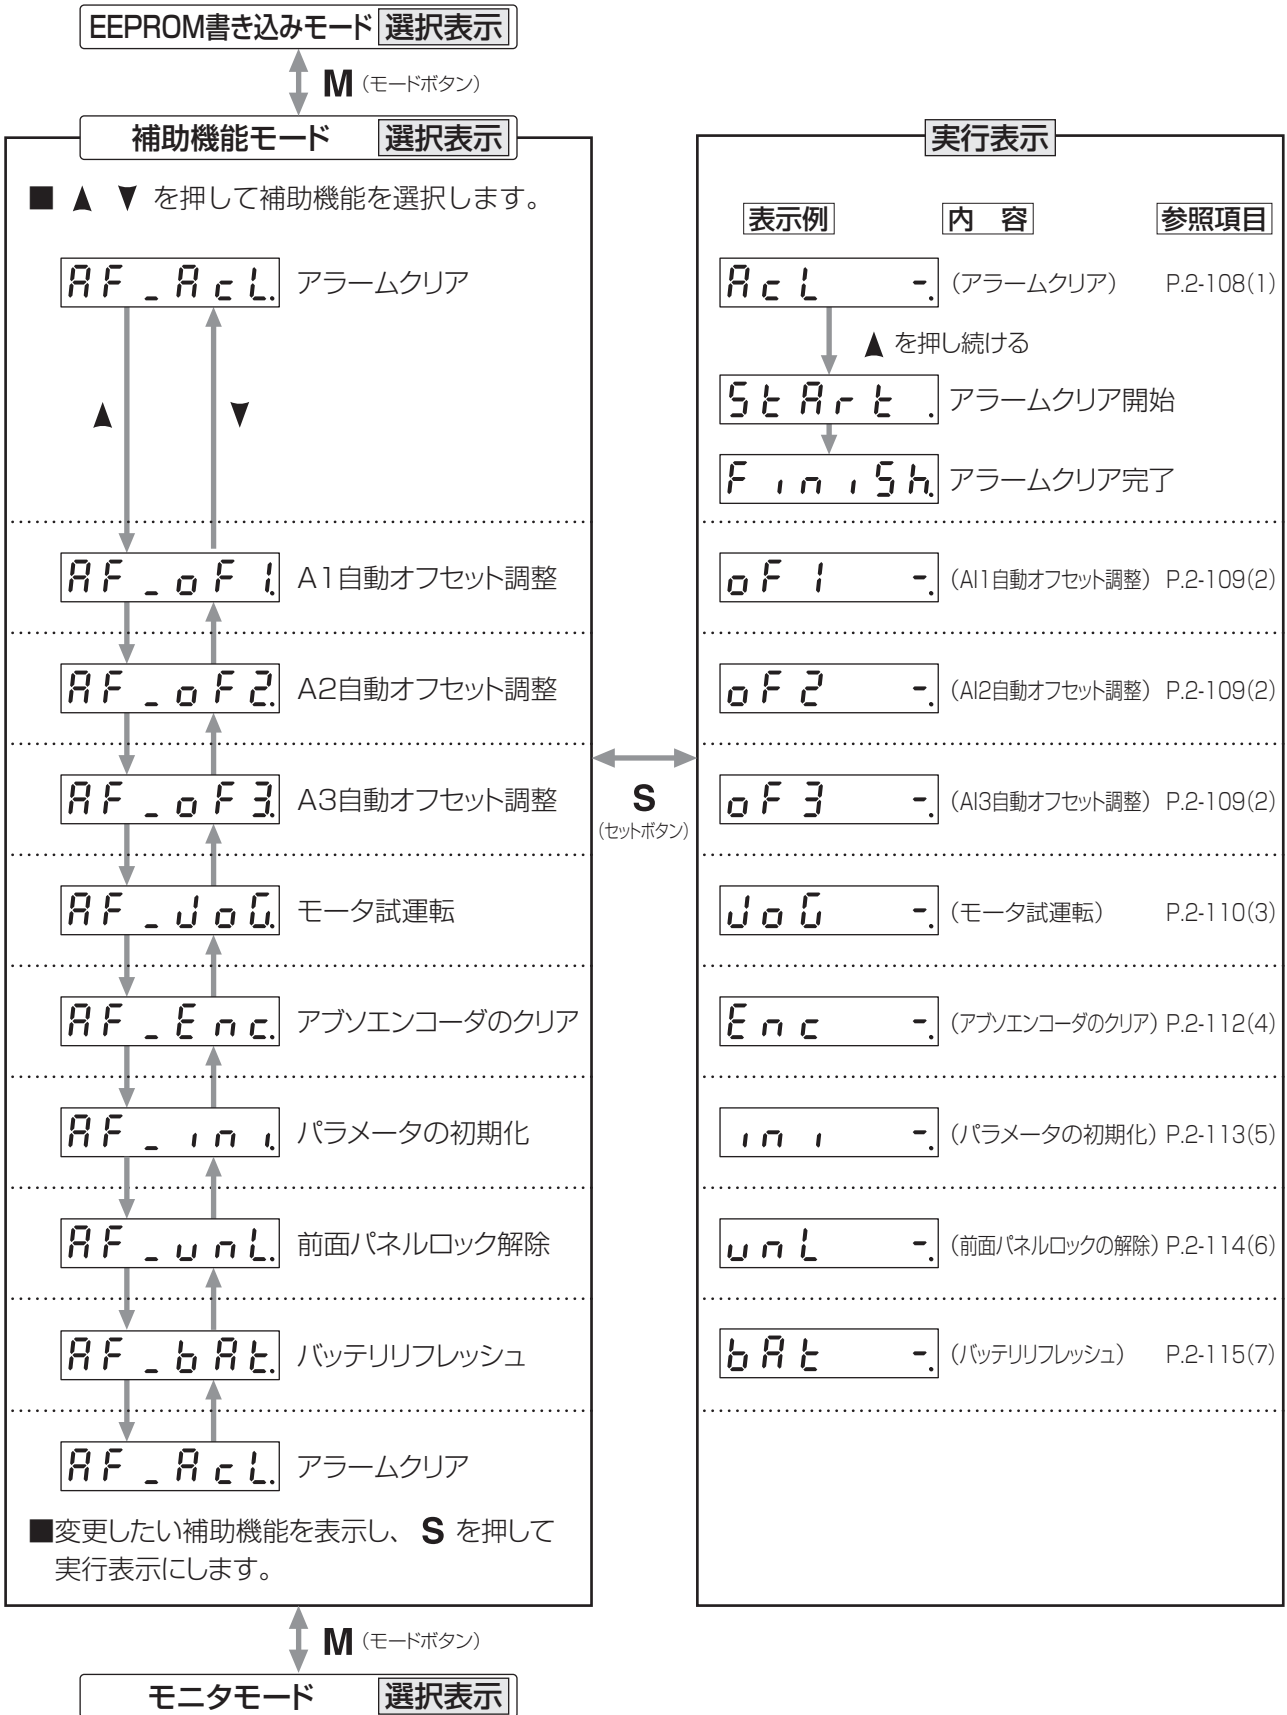 EEPROM書き込みモード 選択表示
M (モードボタン)
補助機能モード 選択表示
■ ▲ ▼ を押して補助機能を選択します。
AF_AcL. アラームクリア
▲ ▼
AF_oF1. A1自動オフセット調整
AF_oF2. A2自動オフセット調整
AF_oF3. A3自動オフセット調整
AF_JoG. モータ試運転
AF_Enc. アブソエンコーダのクリア
AF_ini. パラメータの初期化
AF_unL. 前面パネルロック解除
AF_bAt. バッテリリフレッシュ
AF_AcL. アラームクリア
■変更したい補助機能を表示し、 S を押して
実行表示にします。
S
(セットボタン)
実行表示
表示例 内 容 参照項目
AcL -. (アラームクリア) P.2-108(1)
▲ を押し続ける
StArt . アラームクリア開始
FiniSh. アラームクリア完了
oF1 -. (AI1自動オフセット調整) P.2-109(2)
oF2 -. (AI2自動オフセット調整) P.2-109(2)
oF3 -. (AI3自動オフセット調整) P.2-109(2)
JoG -. (モータ試運転) P.2-110(3)
Enc -. (アブソエンコーダのクリア) P.2-112(4)
ini -. (パラメータの初期化) P.2-113(5)
unL -. (前面パネルロックの解除) P.2-114(6)
bAt -. (バッテリリフレッシュ) P.2-115(7)
M (モードボタン)
モニタモード 選択表示